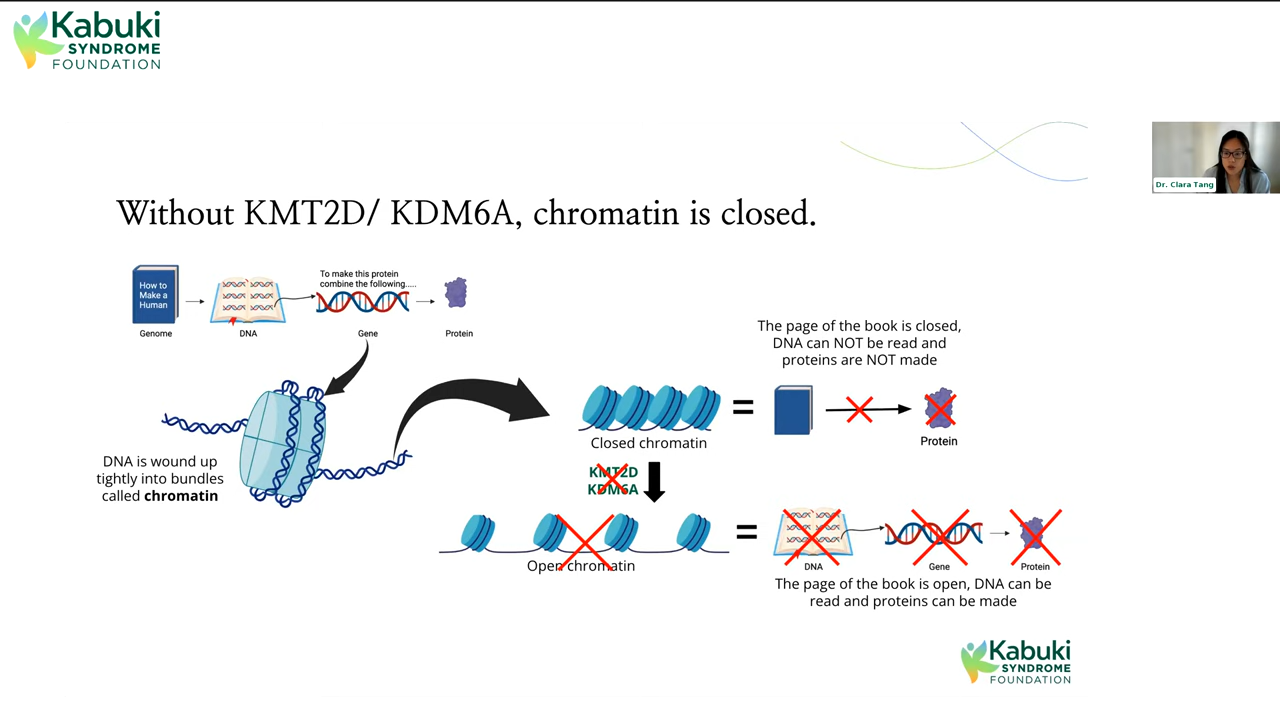 Kabuki
SYNDROME
FOUNDATION
Dr. Clara Tang
Without KMT2D/ KDM6A, chromatin is closed.
How to
Make a
Human
To make this protein
combine the following.....
Genome
DNA
Gene
Protein
The page of the book is closed,
DNA can NOT be read and
proteins are NOT made
=
Closed chromatin
Protein
DNA is wound up
tightly into bundles
called chromatin
KMT2D
KDM6A
=
Open chromatin
DNA
Gene
Protein
The page of the book is open, DNA can be
read and proteins can be made
Kabuki
SYNDROME
FOUNDATION